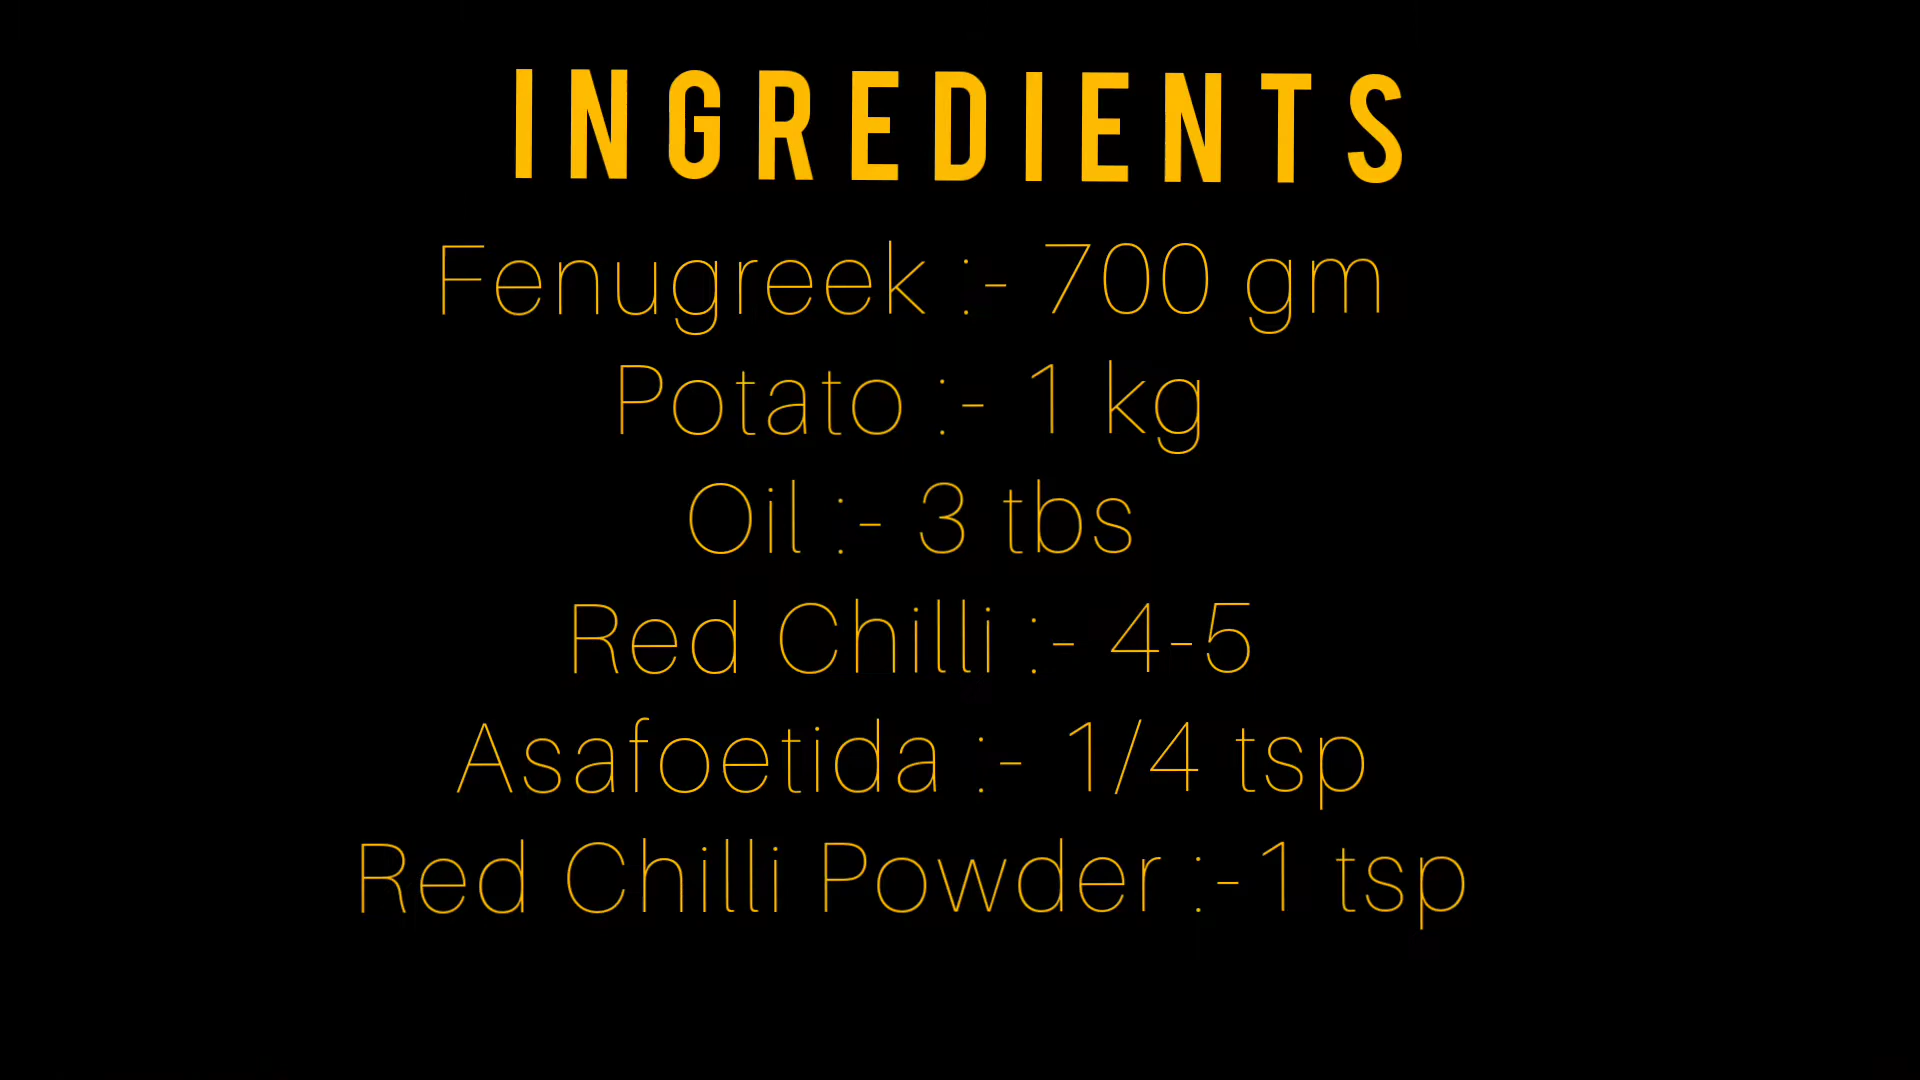 INGREDIENTS
Fenugreek :- 700 gm
Potato :- 1 kg
Oil :- 3 tbs
Red Chilli :- 4-5
Asafoetida :- 1/4 tsp
Red Chilli Powder :-1 tsp